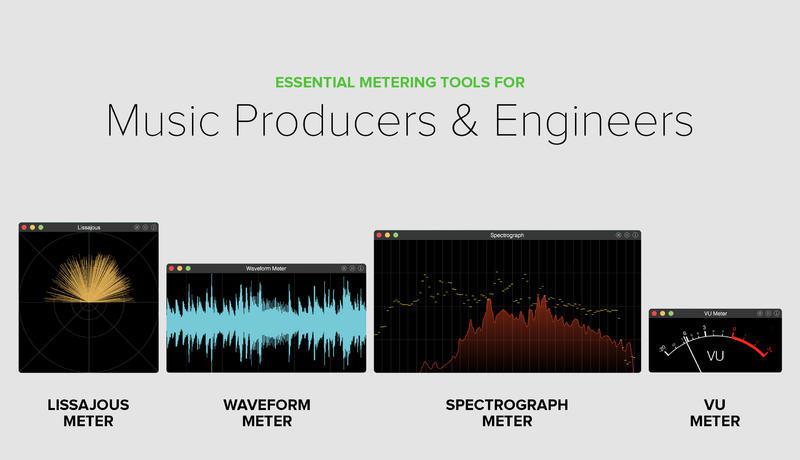 ESSENTIAL METERING TOOLS FOR
Music Producers & Engineers
Lissajous
Waveform Meter
Spectrograph
VU Meter
VU
LISSAJOUS
METER
WAVEFORM
METER
SPECTROGRAPH
METER
VU
METER